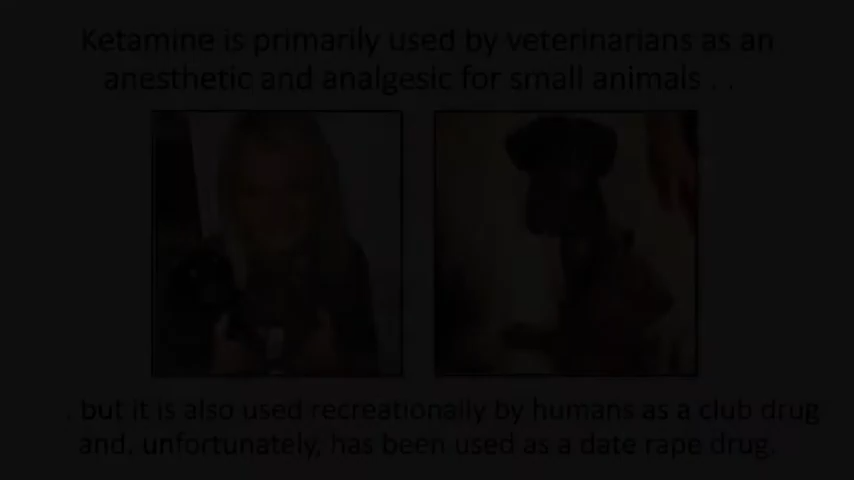 Ketamine is primarily used by veterinarians as an
anesthetic and analgesic for small animals . .
. but it is also used recreationally by humans as a club drug
and, unfortunately, has been used as a date rape drug.